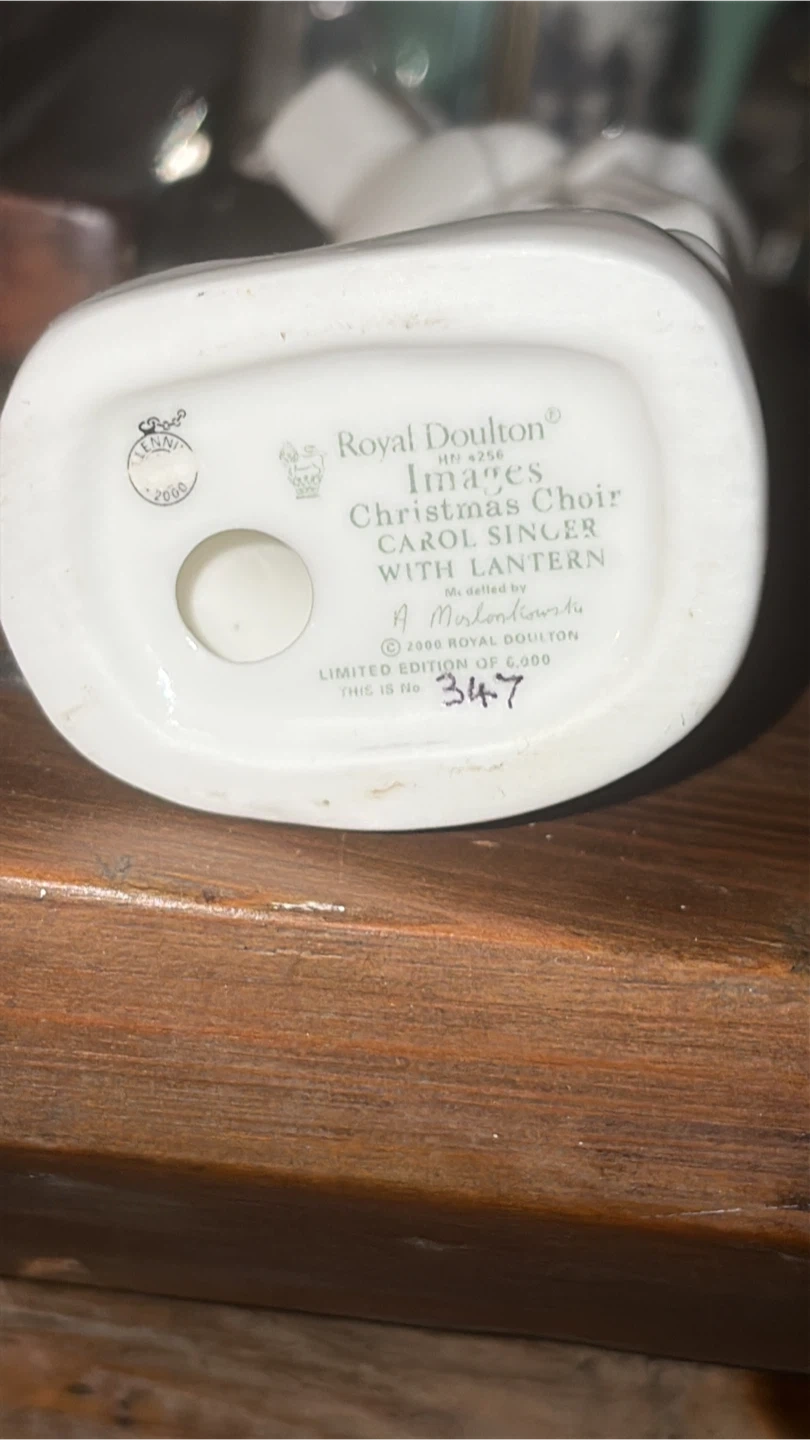 LLENNI
2000
Royal Doulton®
HN 4256
Images
Christmas Choir
CAROL SINGER
WITH LANTERN
Modelled by
A Maslankowski
© 2000 ROYAL DOULTON
LIMITED EDITION OF 6,000
THIS IS No 347